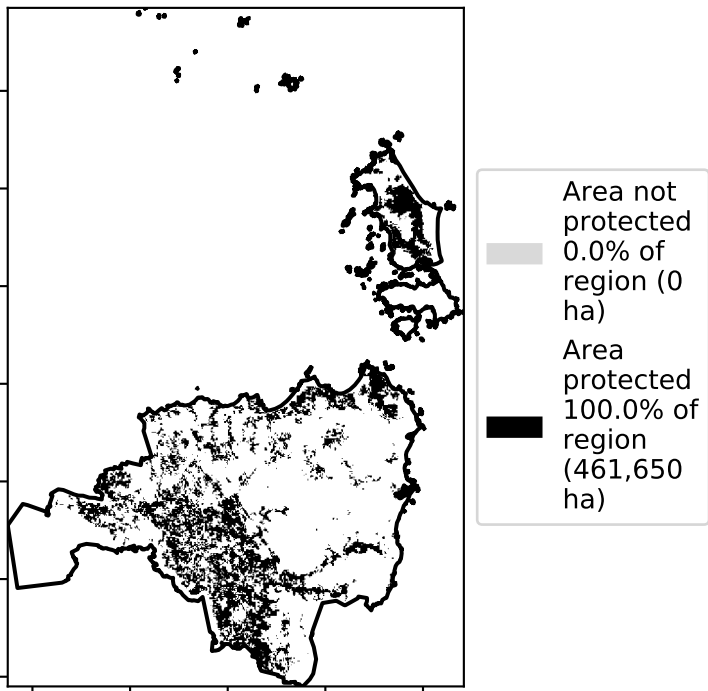 Area not
protected
0.0% of
region (0
ha)
Area
protected
100.0% of
region
(461,650
ha)